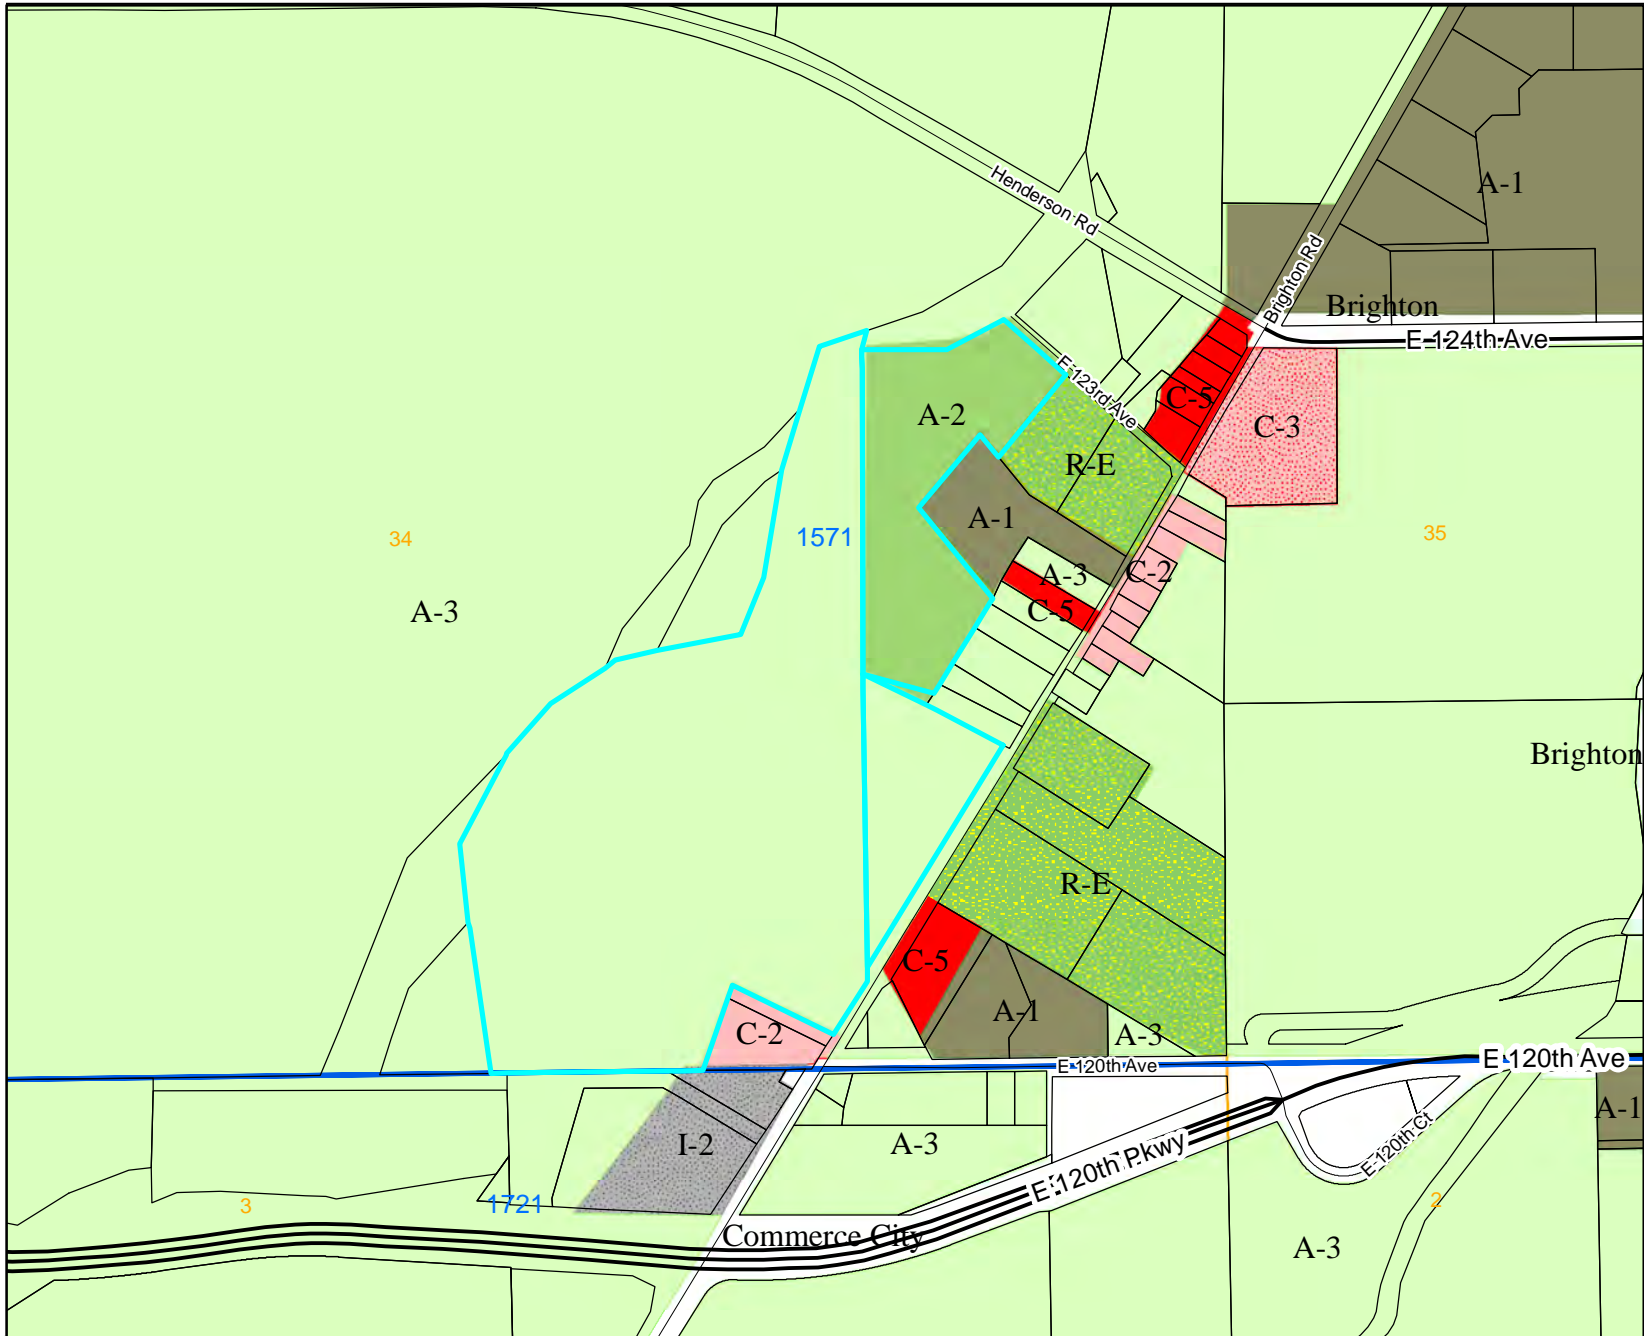 A-1
Henderson Rd
Brighton Rd
Brighton
E 124th Ave
E 123rd Ave
C-5
A-2
C-3
R-E
34
1571
A-1
35
A-3
C-2
A-3
C-5
Brighton
R-E
C-5
A-1
C-2
A-3
E 120th Ave
E 120th Ave
A-1
I-2
A-3
E 120th Ct
E 120th Pkwy
3
1721
2
Commerce City
A-3